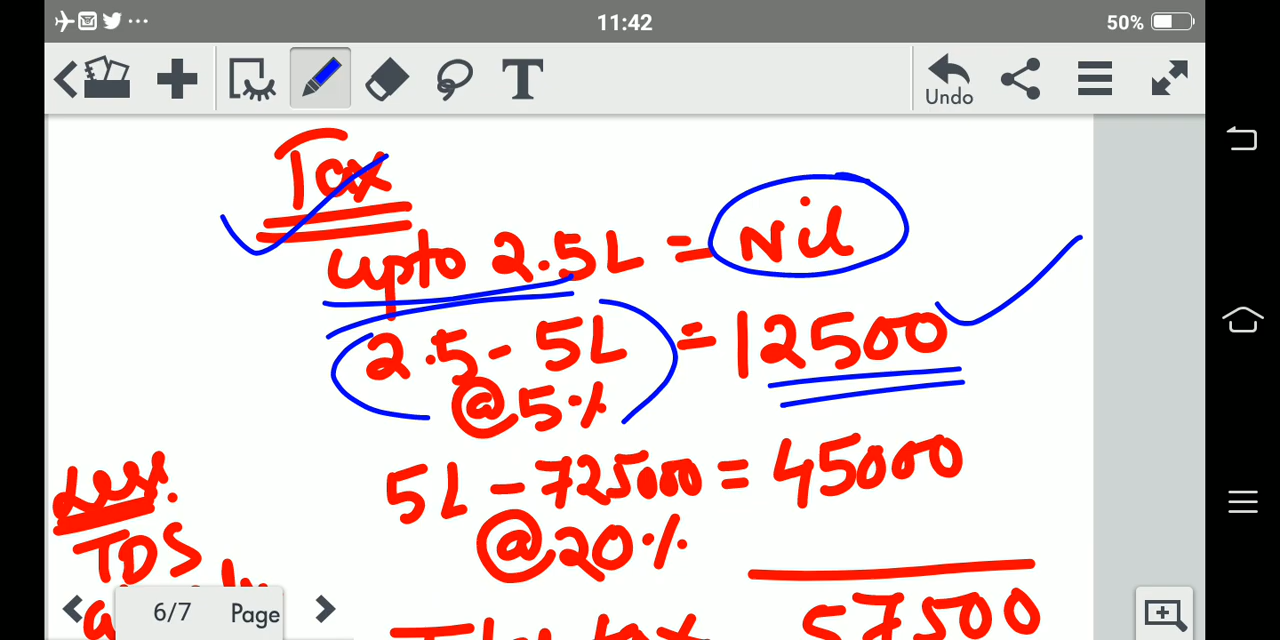 11:42
50%
T
Undo
Tax
upto 2.5L = Nil
2.5 - 5L = 12500
@5%
5L - 725000 = 45000
@20%
Less.
TDS
57500
6/7 Page